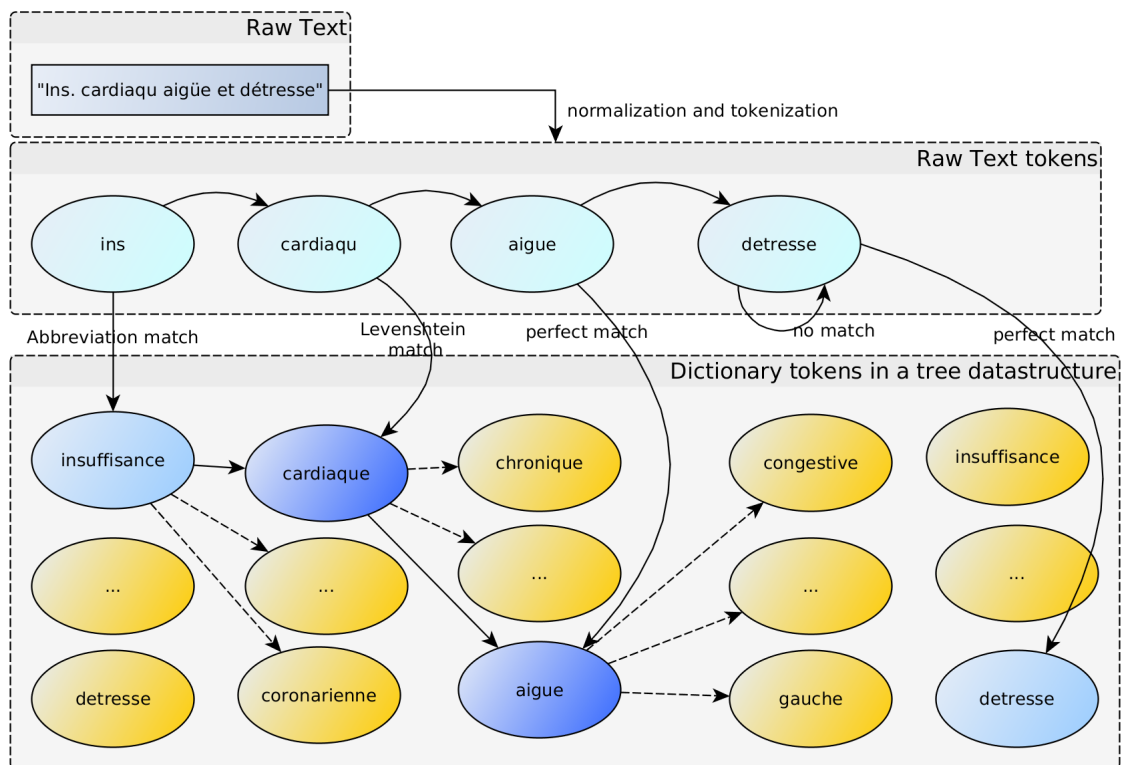 Raw Text
"Ins. cardiaqu aigüe et détresse"
normalization and tokenization
Raw Text tokens
ins
cardiaqu
aigue
detresse
Abbreviation match
Levenshtein
match
perfect match
no match
perfect match
Dictionary tokens in a tree datastructure
insuffisance
cardiaque
chronique
congestive
insuffisance
...
...
...
...
...
detresse
coronarienne
aigue
gauche
detresse